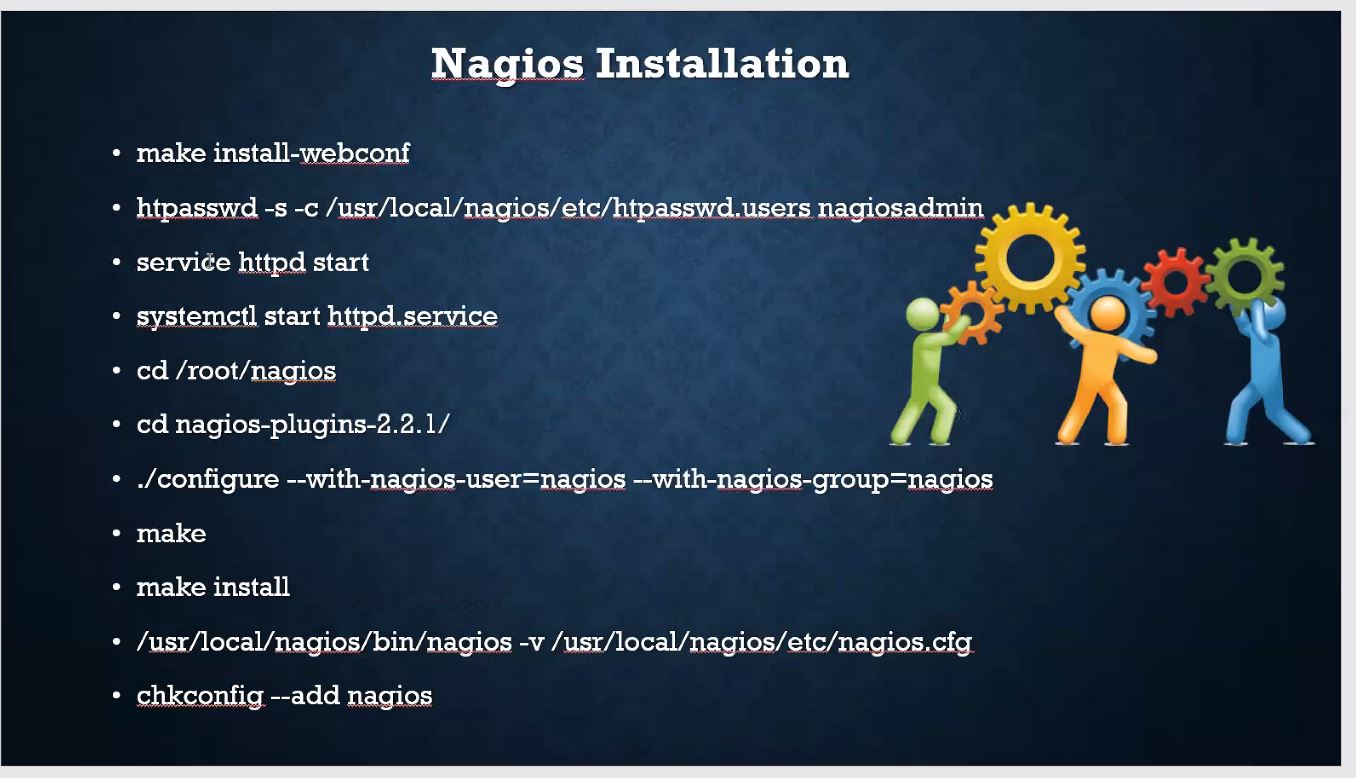 Nagios Installation
• make install-webconf
• htpasswd -s -c /usr/local/nagios/etc/htpasswd.users nagiosadmin
• service httpd start
• systemctl start httpd.service
• cd /root/nagios
• cd nagios-plugins-2.2.1/
• ./configure --with-nagios-user=nagios --with-nagios-group=nagios
• make
• make install
• /usr/local/nagios/bin/nagios -v /usr/local/nagios/etc/nagios.cfg
• chkconfig --add nagios